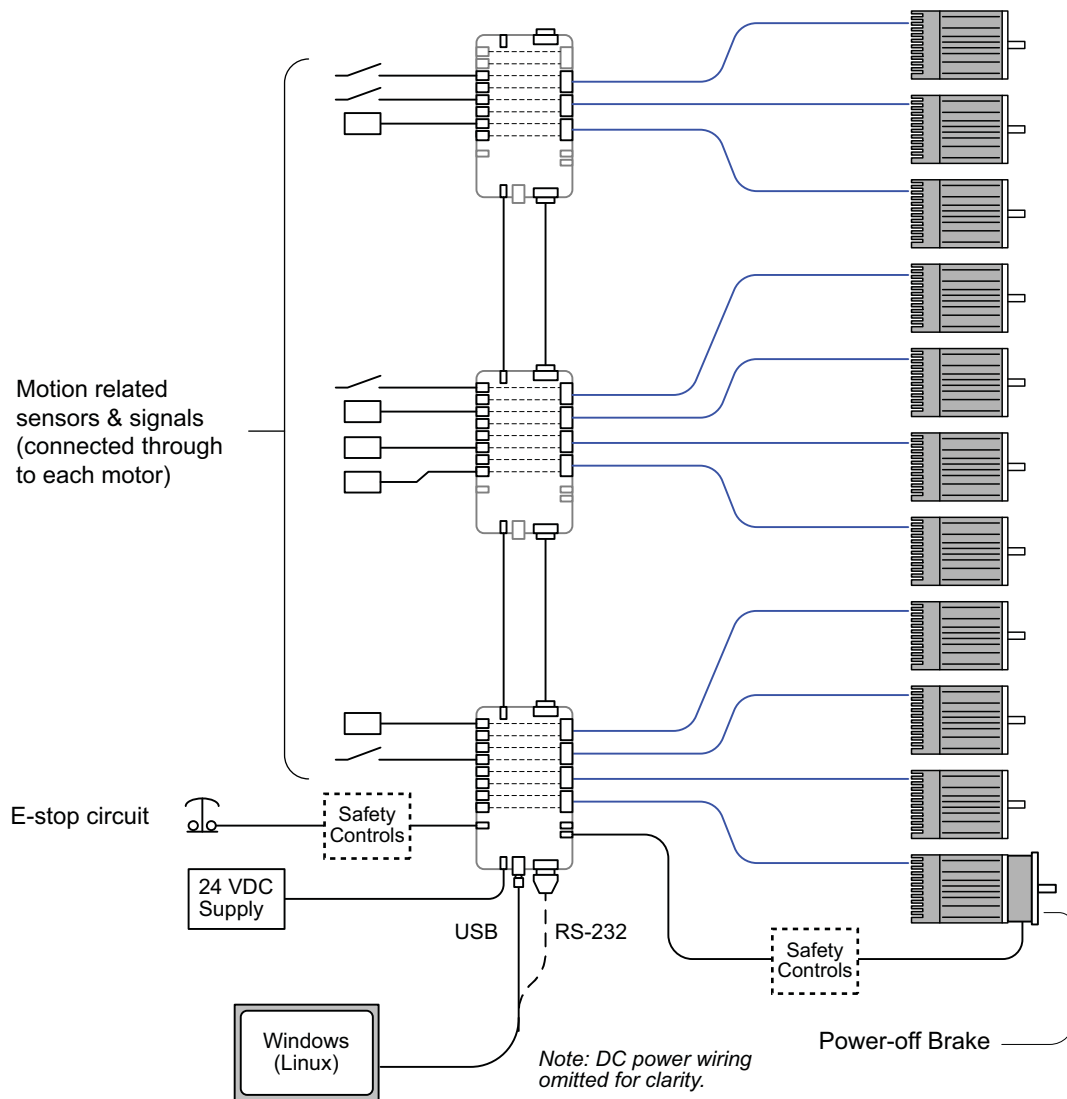 Motion related
sensors & signals
(connected through
to each motor)
E-stop circuit
Safety
Controls
24 VDC
Supply
USB
RS-232
Safety
Controls
Windows
(Linux)
Note: DC power wiring
omitted for clarity.
Power-off Brake